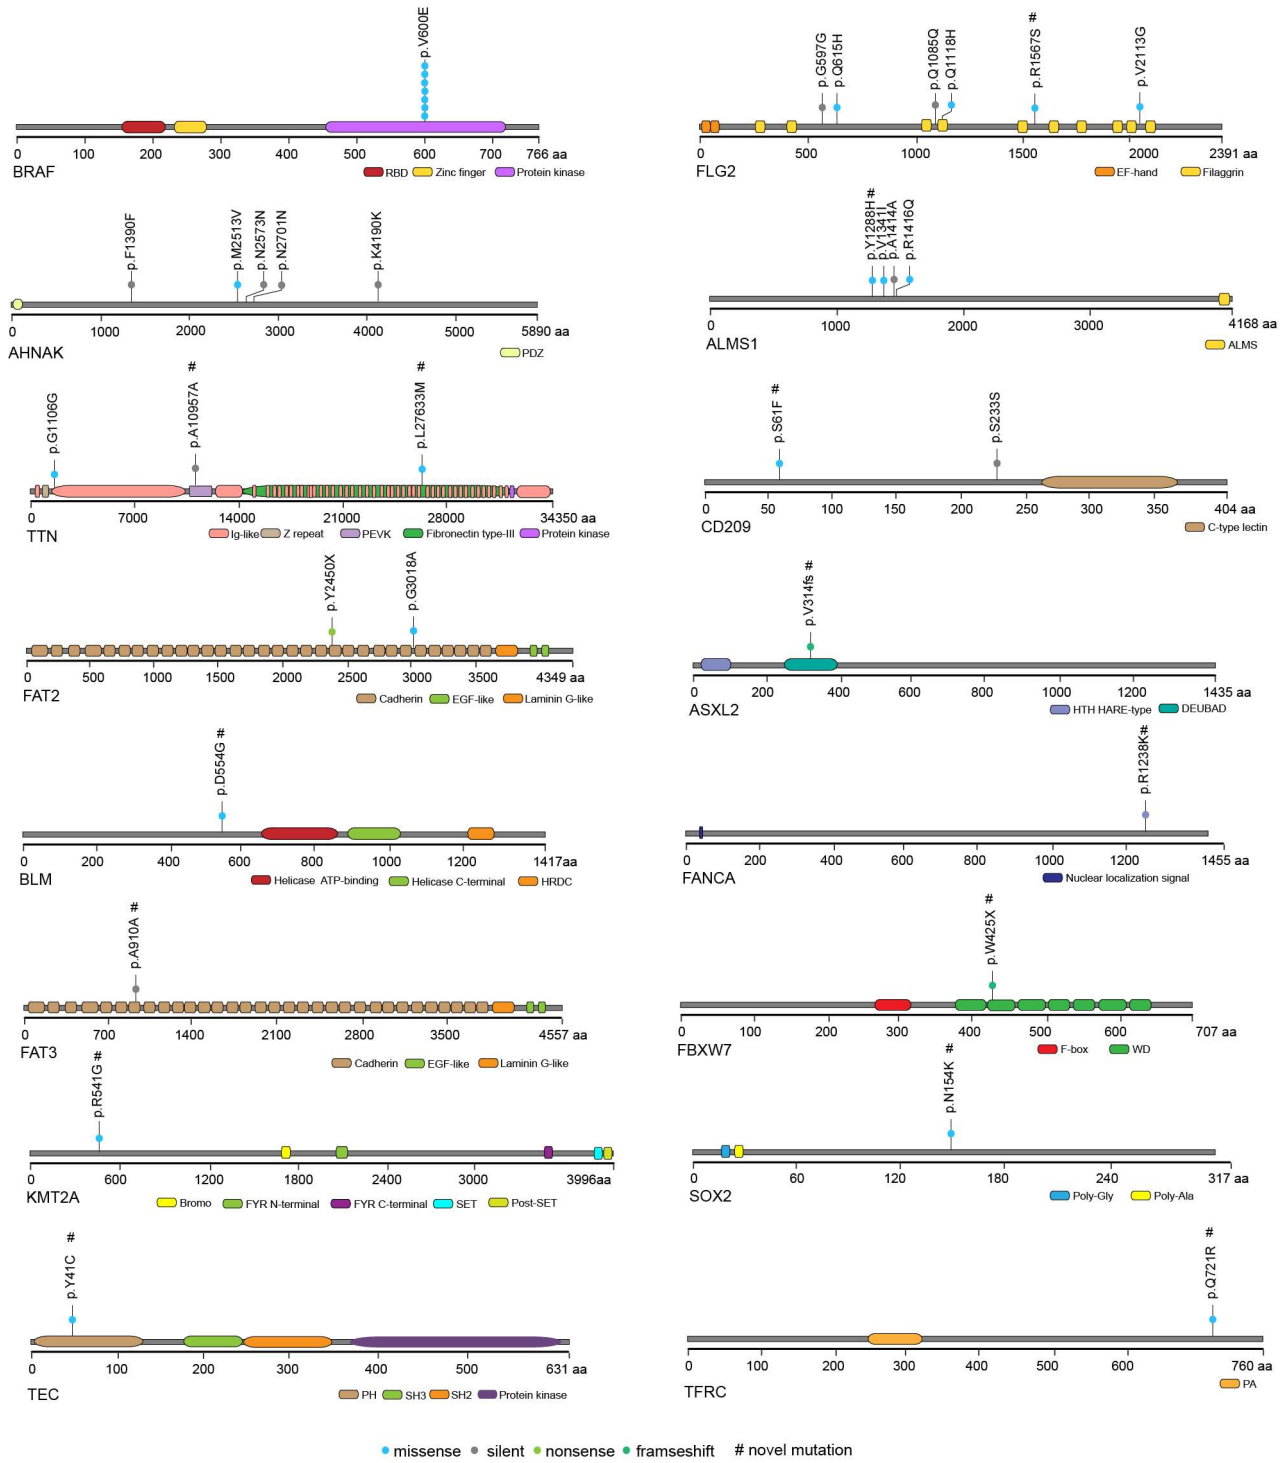 p.V600E
0 100 200 300 400 500 600 700 766 aa
BRAF
RBD Zinc finger Protein kinase
p.G597G p.Q615H p.Q1085Q p.Q1118H p.R1567S # p.V2113G
0 500 1000 1500 2000 2391 aa
FLG2
EF-hand Filaggrin
p.F1390F p.M2513V p.N2573N p.N2701N p.K4190K
0 1000 2000 3000 4000 5000 5890 aa
AHNAK
PDZ
p.Y1288H # p.V1341I p.A1414A p.R1416Q
0 1000 2000 3000 4168 aa
ALMS1
ALMS
p.G1106G p.A10957A # p.L27633M #
0 7000 14000 21000 28000 34350 aa
TTN
Ig-like Z repeat PEVK Fibronectin type-III Protein kinase
p.S61F # p.S233S
0 50 100 150 200 250 300 350 404 aa
CD209
C-type lectin
p.Y2450X p.G3018A
0 500 1000 1500 2000 2500 3000 3500 4349 aa
FAT2
Cadherin EGF-like Laminin G-like
p.V314fs #
0 200 400 600 800 1000 1200 1435 aa
ASXL2
HTH HARE-type DEUBAD
p.D554G #
0 200 400 600 800 1000 1200 1417aa
BLM
Helicase ATP-binding Helicase C-terminal HRDC
p.R1238K#
0 200 400 600 800 1000 1200 1455 aa
FANCA
Nuclear localization signal
p.A910A #
0 700 1400 2100 2800 3500 4557 aa
FAT3
Cadherin EGF-like Laminin G-like
p.W425X #
0 100 200 300 400 500 600 707 aa
FBXW7
F-box WD
p.R541G #
0 600 1200 1800 2400 3000 3996aa
KMT2A
Bromo FYR N-terminal FYR C-terminal SET Post-SET
p.N154K #
0 60 120 180 240 317 aa
SOX2
Poly-Gly Poly-Ala
p.Y41C #
0 100 200 300 400 500 631 aa
TEC
PH SH3 SH2 Protein kinase
p.Q721R #
0 100 200 300 400 500 600 760 aa
TFRC
PA
missense silent nonsense framseshift # novel mutation